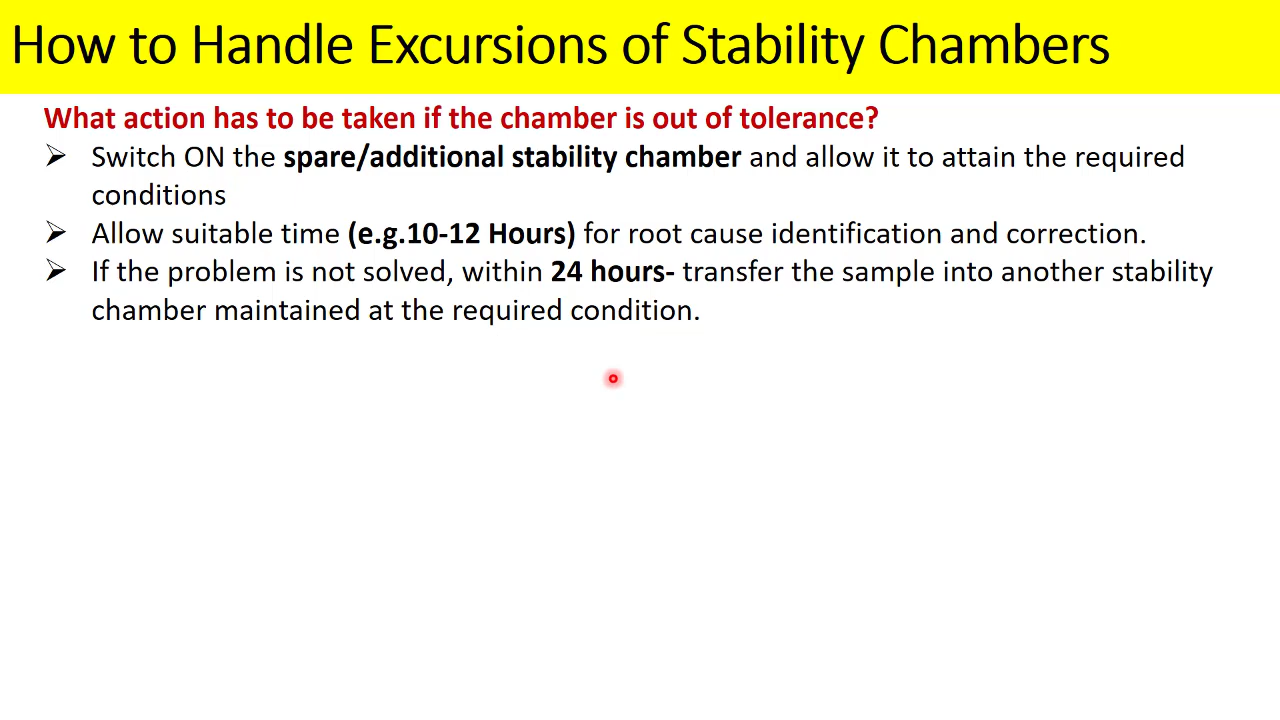 How to Handle Excursions of Stability Chambers
What action has to be taken if the chamber is out of tolerance?
Switch ON the spare/additional stability chamber and allow it to attain the required
conditions
Allow suitable time (e.g.10-12 Hours) for root cause identification and correction.
If the problem is not solved, within 24 hours- transfer the sample into another stability
chamber maintained at the required condition.